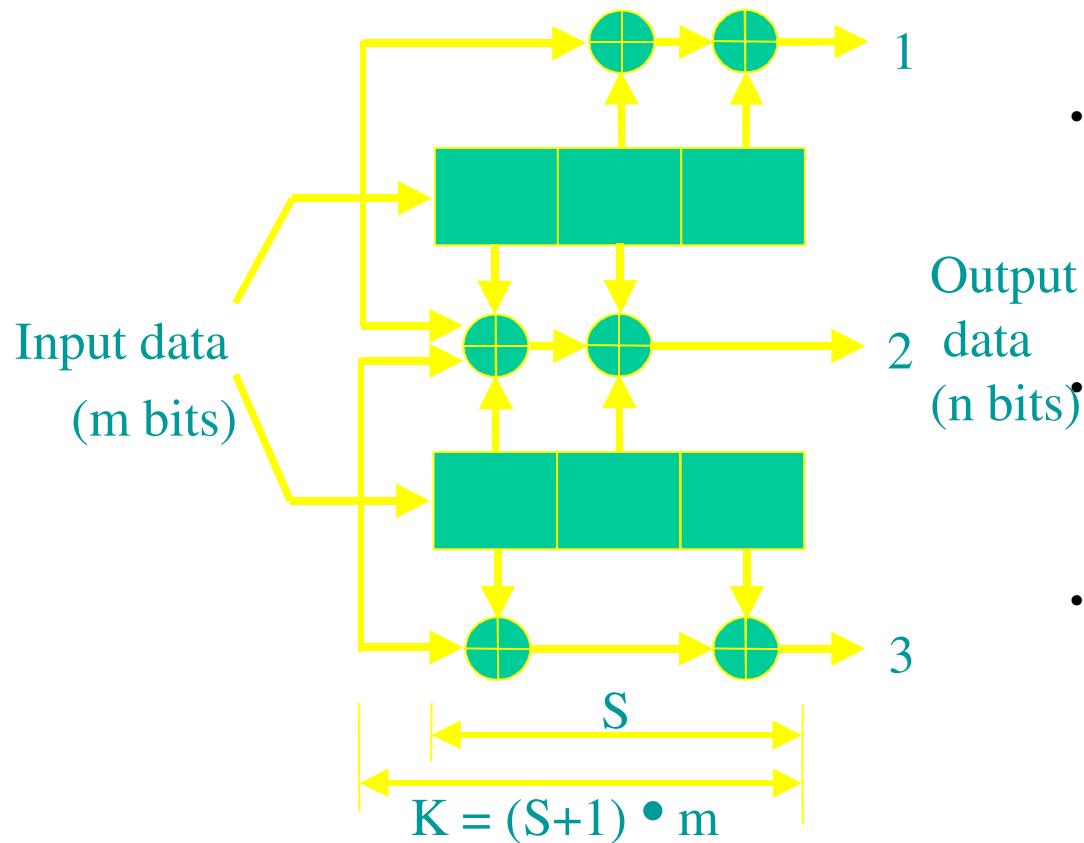 1
•
Output
data
Input data
2
(m bits)
(n bits)
•
•
3
S
K = (S+1) • m